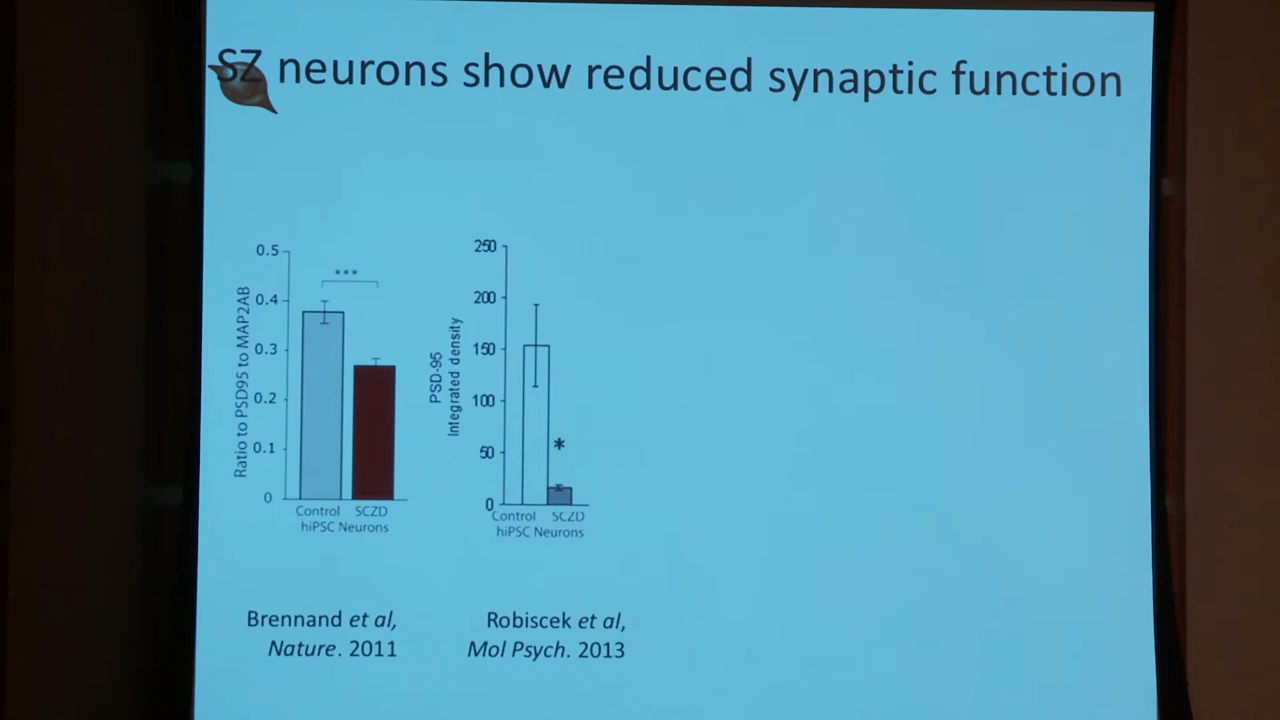 SZ neurons show reduced synaptic function
Ratio to PSD95 to MAP2AB
0.5
0.4
0.3
0.2
0.1
0
***
Control SCZD
hiPSC Neurons
PSD-95
Integrated density
250
200
150
100
50
0
*
Control SCZD
hiPSC Neurons
Brennand et al,
Nature. 2011
Robiscek et al,
Mol Psych. 2013